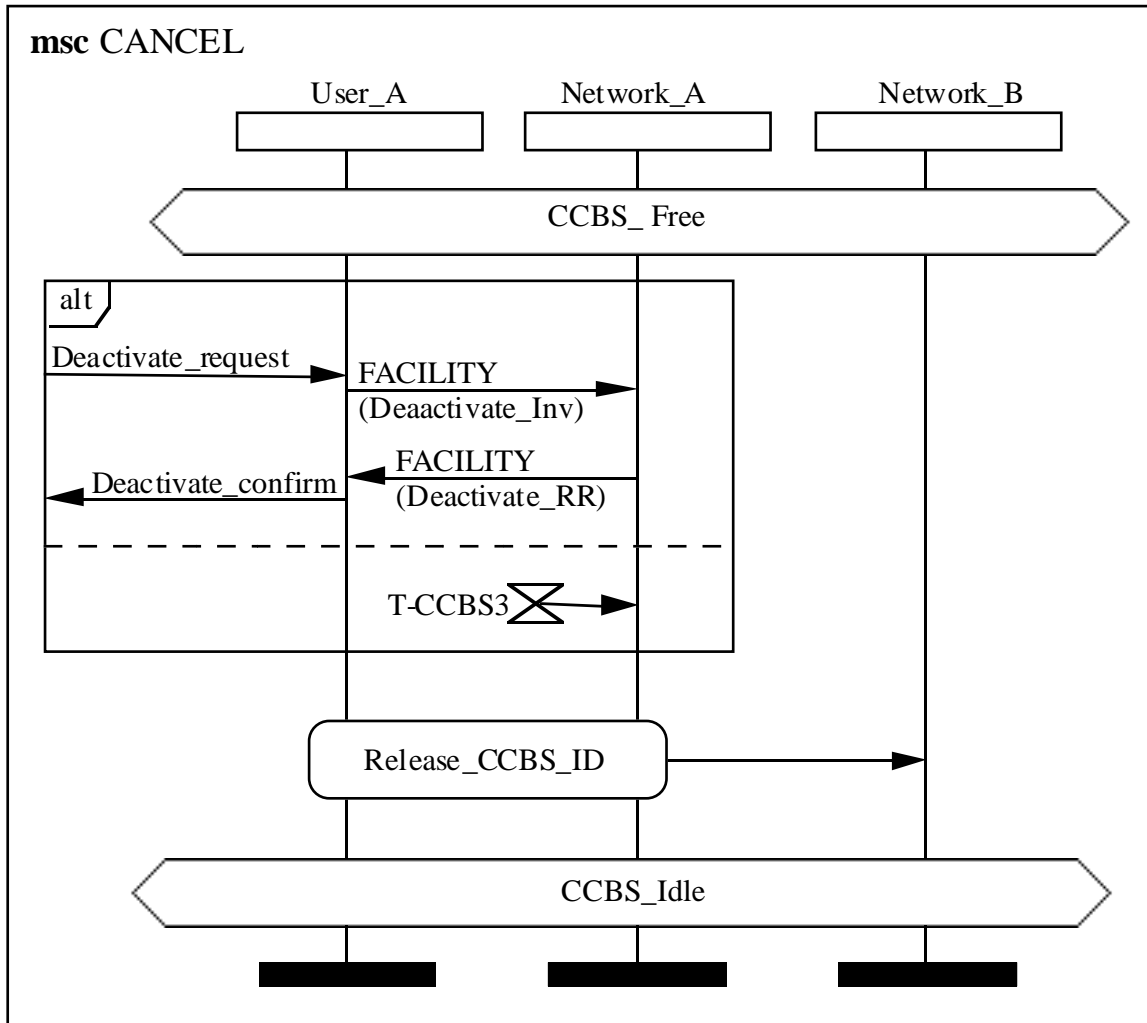 msc CANCEL
User_A
Network_A
Network_B
CCBS_ Free
alt
Deactivate_request
FACILITY
(Deaactivate_Inv)
FACILITY
Deactivate_confirm
(Deactivate_RR)
T-CCBS3
Release_CCBS_ID
CCBS_Idle